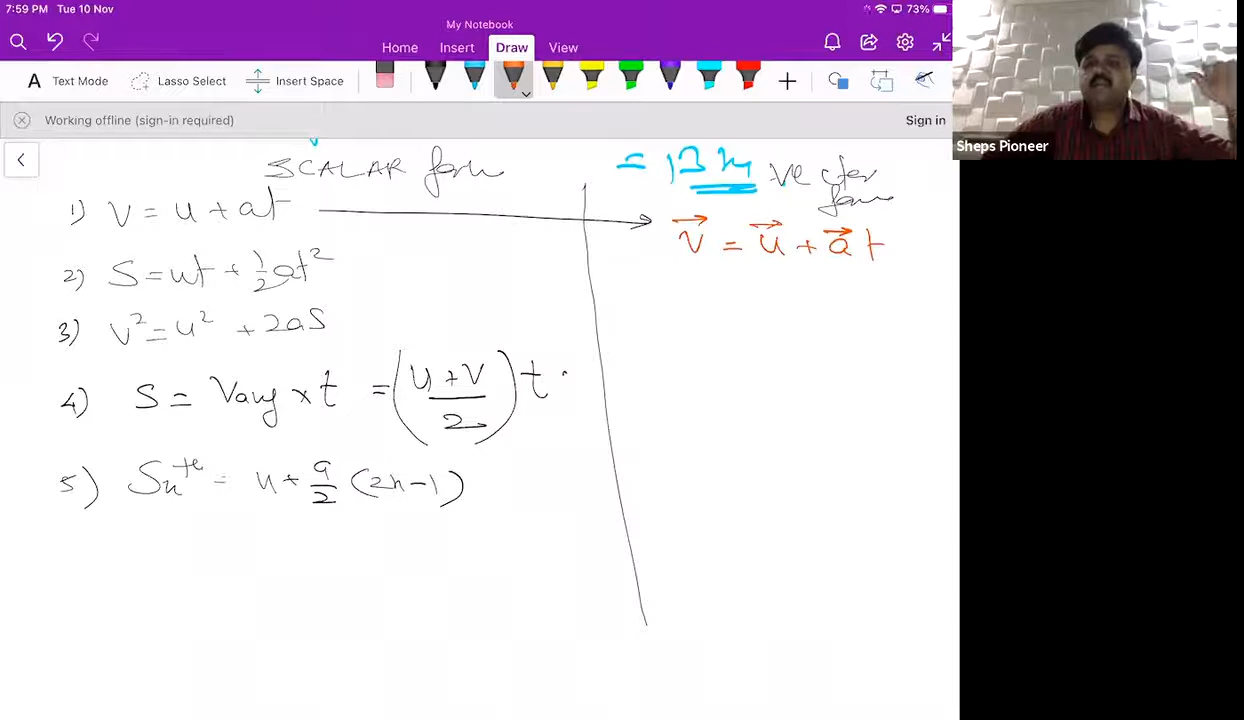 7:59 PM Tue 10 Nov
73%
My Notebook
Home Insert Draw View
A Text Mode Lasso Select Insert Space
Working offline (sign-in required) Sign in
Sheps Pioneer
SCALAR form
= 13 m
vector form
1) v = u + at
v⃗ = u⃗ + a⃗ t
2) S = ut + 1/2 at²
3) v² = u² + 2aS
4) S = Vavg × t = (u + v / 2) t.
5) Sₙᵗʰ = u + a/2 (2n - 1)